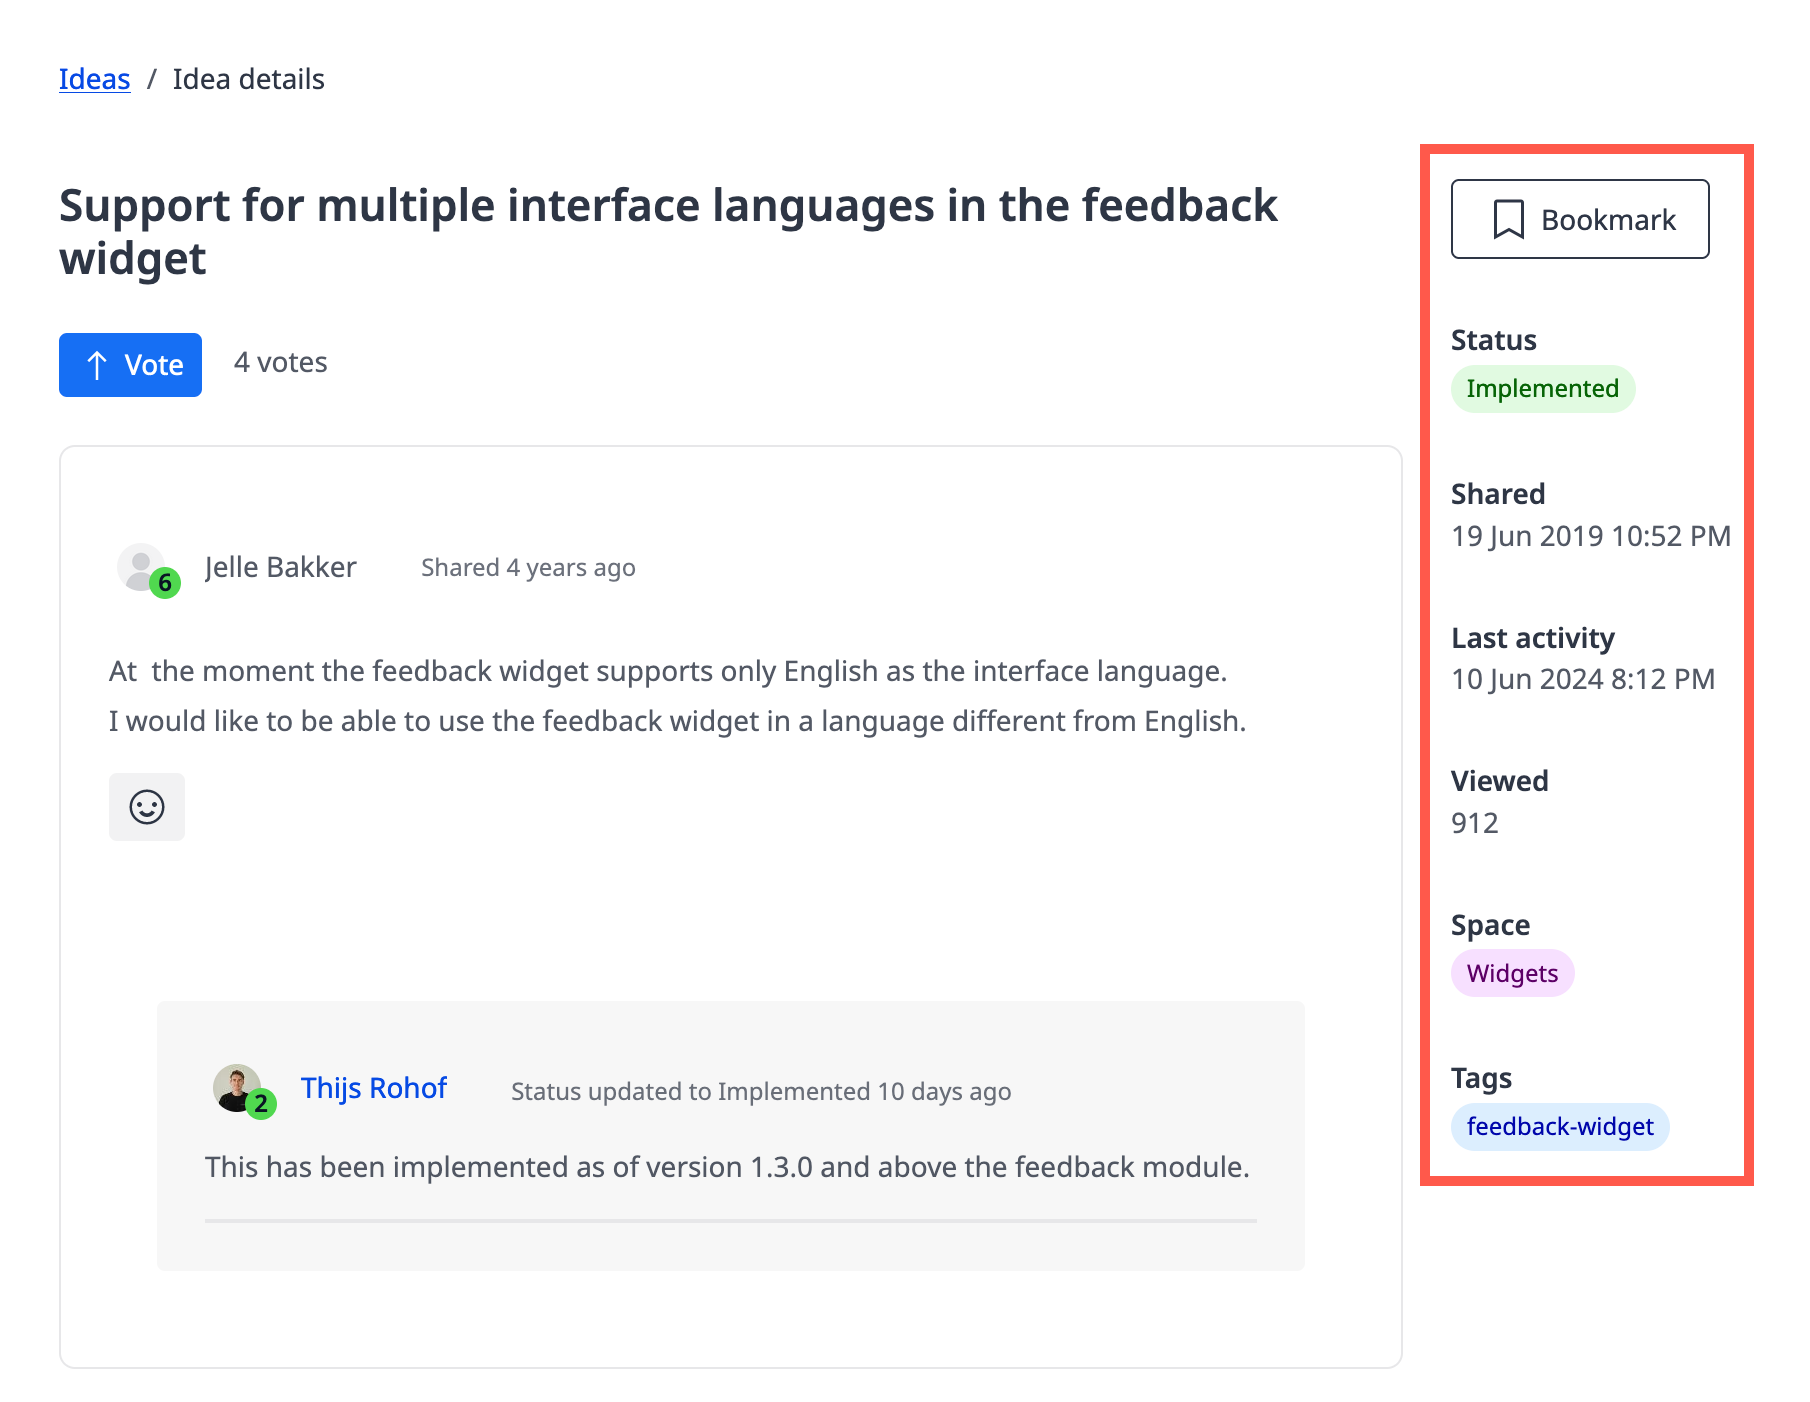 Ideas / Idea details
Support for multiple interface languages in the feedback
widget
Vote
4 votes
6
Jelle Bakker
Shared 4 years ago
At  the moment the feedback widget supports only English as the interface language.
I would like to be able to use the feedback widget in a language different from English.
2
Thijs Rohof
Status updated to Implemented 10 days ago
This has been implemented as of version 1.3.0 and above the feedback module.
Bookmark
Status
Implemented
Shared
19 Jun 2019 10:52 PM
Last activity
10 Jun 2024 8:12 PM
Viewed
912
Space
Widgets
Tags
feedback-widget